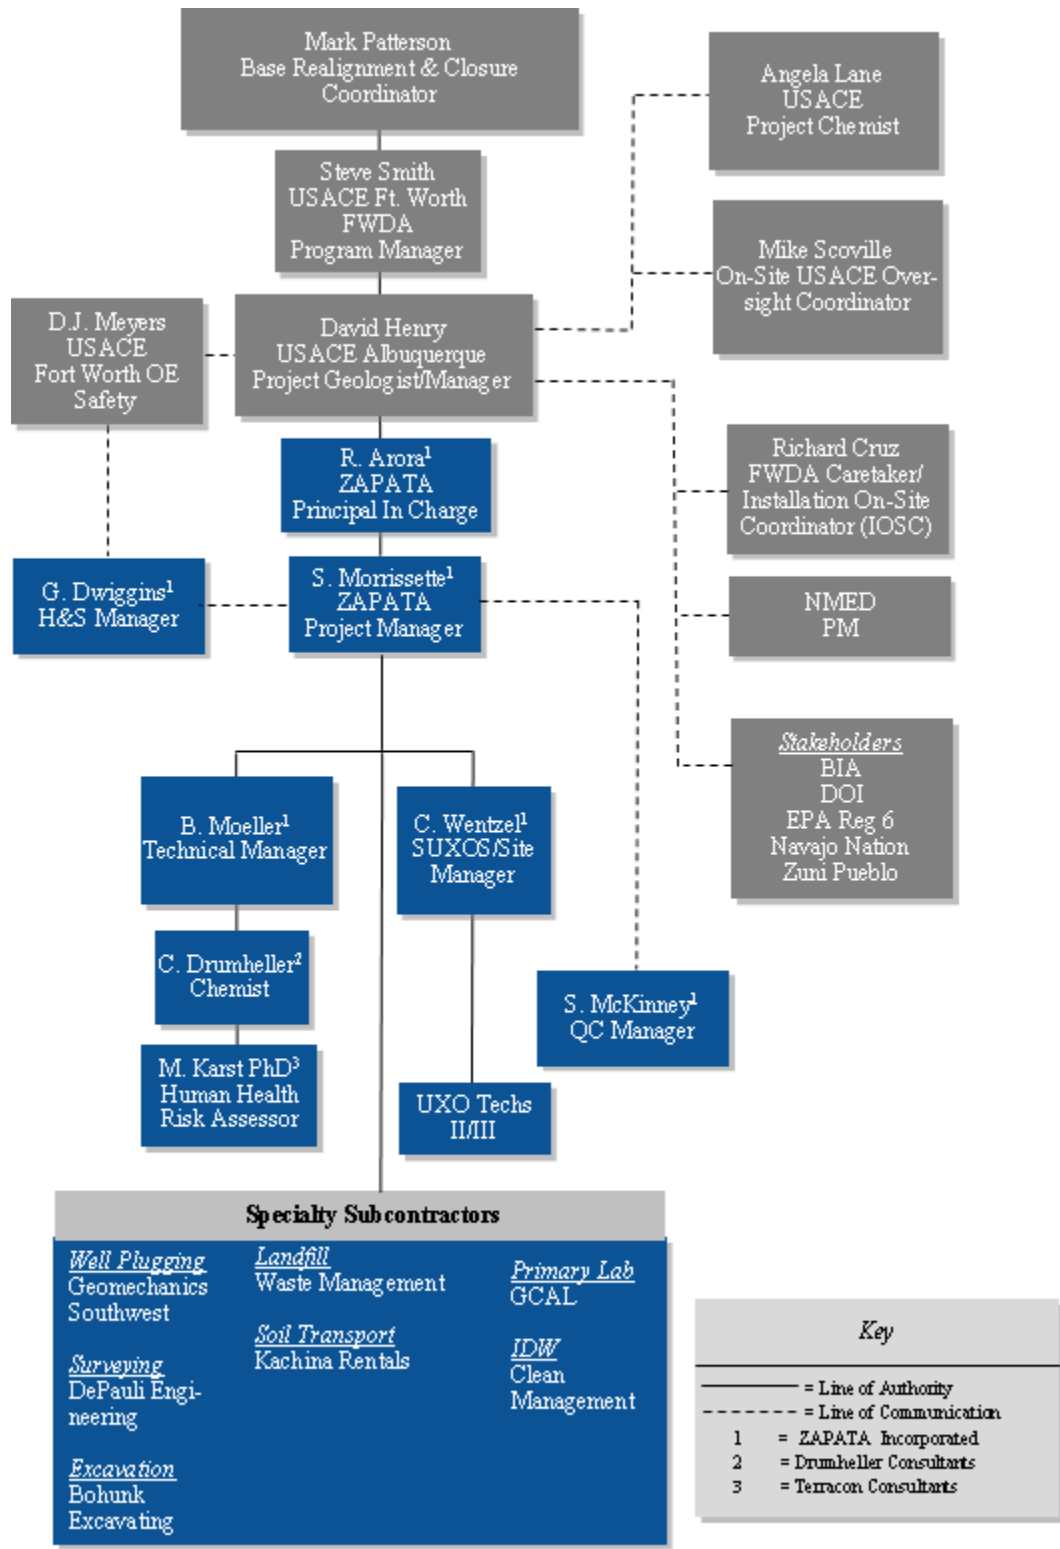 Mark Patterson
Base Realignment & Closure
Coordinator
Angela Lane
USACE
Project Chemist
Steve Smith
USACE Ft. Worth
FWDA
Program Manager
Mike Scoville
On-Site USACE Over-
sight Coordinator
D.J. Meyers
USACE
Fort Worth OE
Safety
David Henry
USACE Albuquerque
Project Geologist/Manager
R. Arora¹
ZAPATA
Principal In Charge
Richard Cruz
FWDA Caretaker/
Installation On-Site
Coordinator (IOSC)
G. Dwiggins¹
H&S Manager
S. Morrissette¹
ZAPATA
Project Manager
NMED
PM
Stakeholders
BIA
DOI
EPA Reg 6
Navajo Nation
Zuni Pueblo
B. Moeller¹
Technical Manager
C. Wentzel¹
SUXOS/Site
Manager
C. Drumheller²
Chemist
S. McKinney¹
QC Manager
M. Karst PhD³
Human Health
Risk Assessor
UXO Techs
II/III
Specialty Subcontractors
Well Plugging
Geomechanics
Southwest
Surveying
DePauli Engi-
neering
Excavation
Bohunk
Excavating
Landfill
Waste Management
Soil Transport
Kachina Rentals
Primary Lab
GCAL
IDW
Clean
Management
Key
= Line of Authority
= Line of Communication
1 = ZAPATA Incorporated
2 = Drumheller Consultants
3 = Terracon Consultants